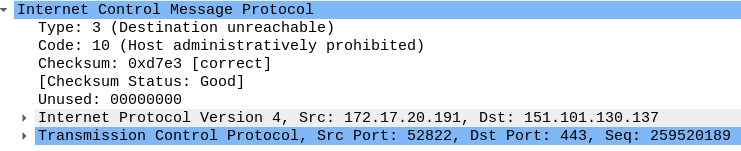 Internet Control Message Protocol
Type: 3 (Destination unreachable)
Code: 10 (Host administratively prohibited)
Checksum: 0xd7e3 [correct]
[Checksum Status: Good]
Unused: 00000000
Internet Protocol Version 4, Src: 172.17.20.191, Dst: 151.101.130.137
Transmission Control Protocol, Src Port: 52822, Dst Port: 443, Seq: 259520189